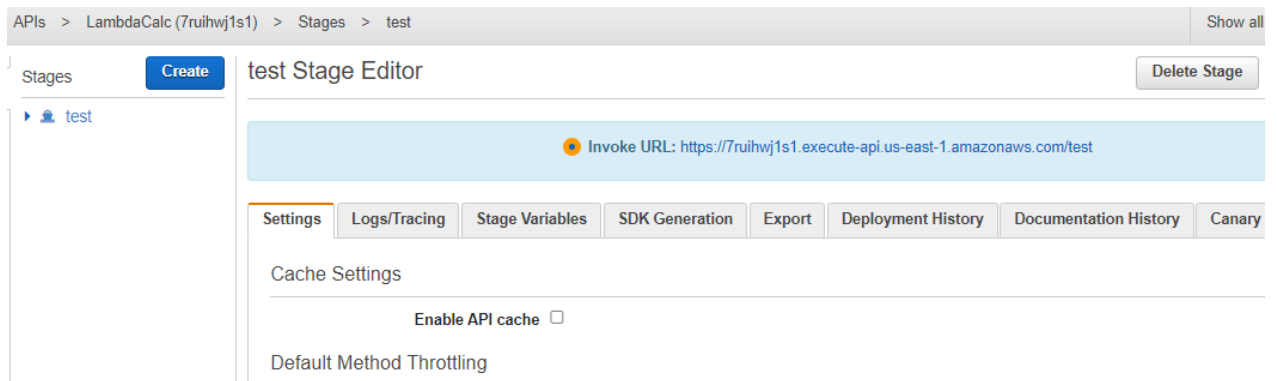 APIs > LambdaCalc (7ruihwj1s1) > Stages > test Show all
Stages Create test Stage Editor Delete Stage
test
Invoke URL: https://7ruihwj1s1.execute-api.us-east-1.amazonaws.com/test
Settings Logs/Tracing Stage Variables SDK Generation Export Deployment History Documentation History Canary
Cache Settings
Enable API cache
Default Method Throttling